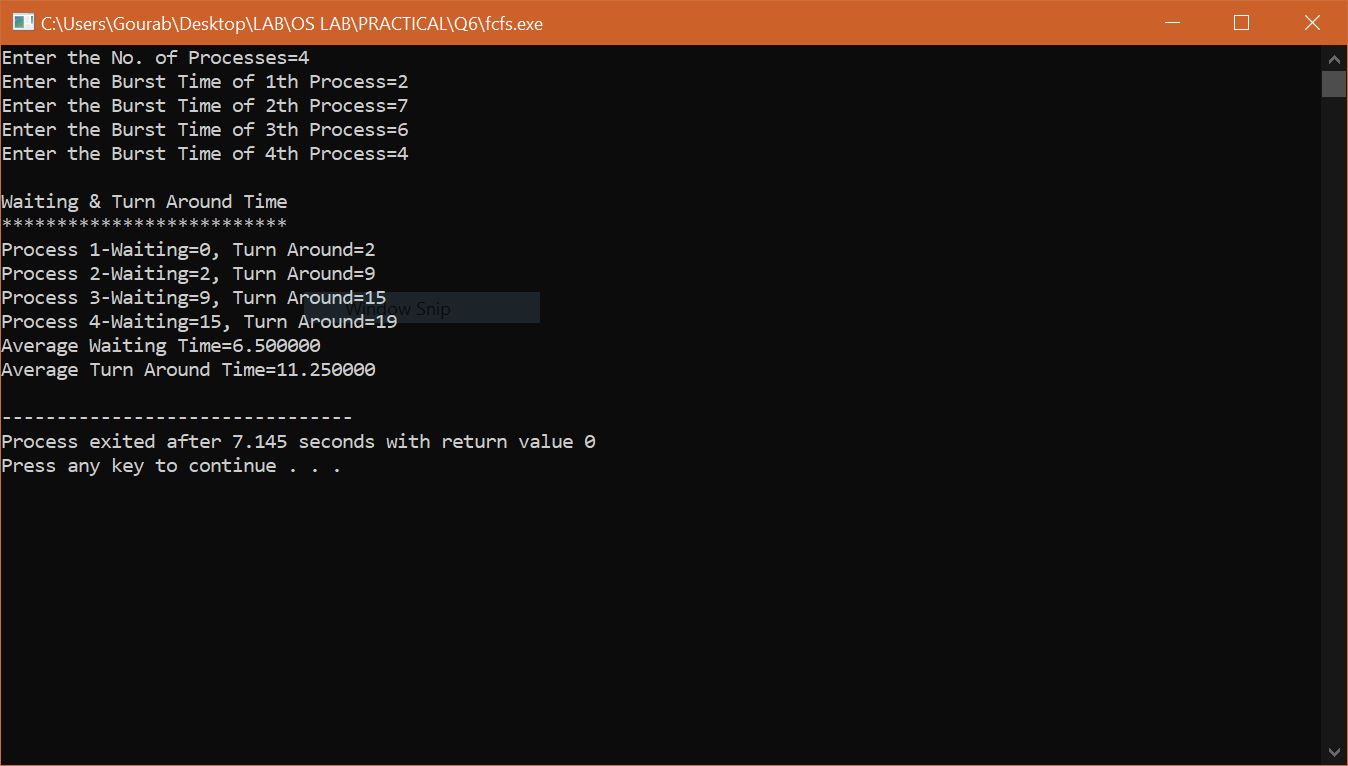 C:\Users\Gourab\Desktop\LAB\OS LAB\PRACTICAL\Q6\fcfs.exe
Enter the No. of Processes=4
Enter the Burst Time of 1th Process=2
Enter the Burst Time of 2th Process=7
Enter the Burst Time of 3th Process=6
Enter the Burst Time of 4th Process=4
Waiting & Turn Around Time
**************************
Process 1-Waiting=0, Turn Around=2
Process 2-Waiting=2, Turn Around=9
Process 3-Waiting=9, Turn Around=15
Window Snip
Process 4-Waiting=15, Turn Around=19
Average Waiting Time=6.500000
Average Turn Around Time=11.250000
--------------------------------
Process exited after 7.145 seconds with return value 0
Press any key to continue . . .